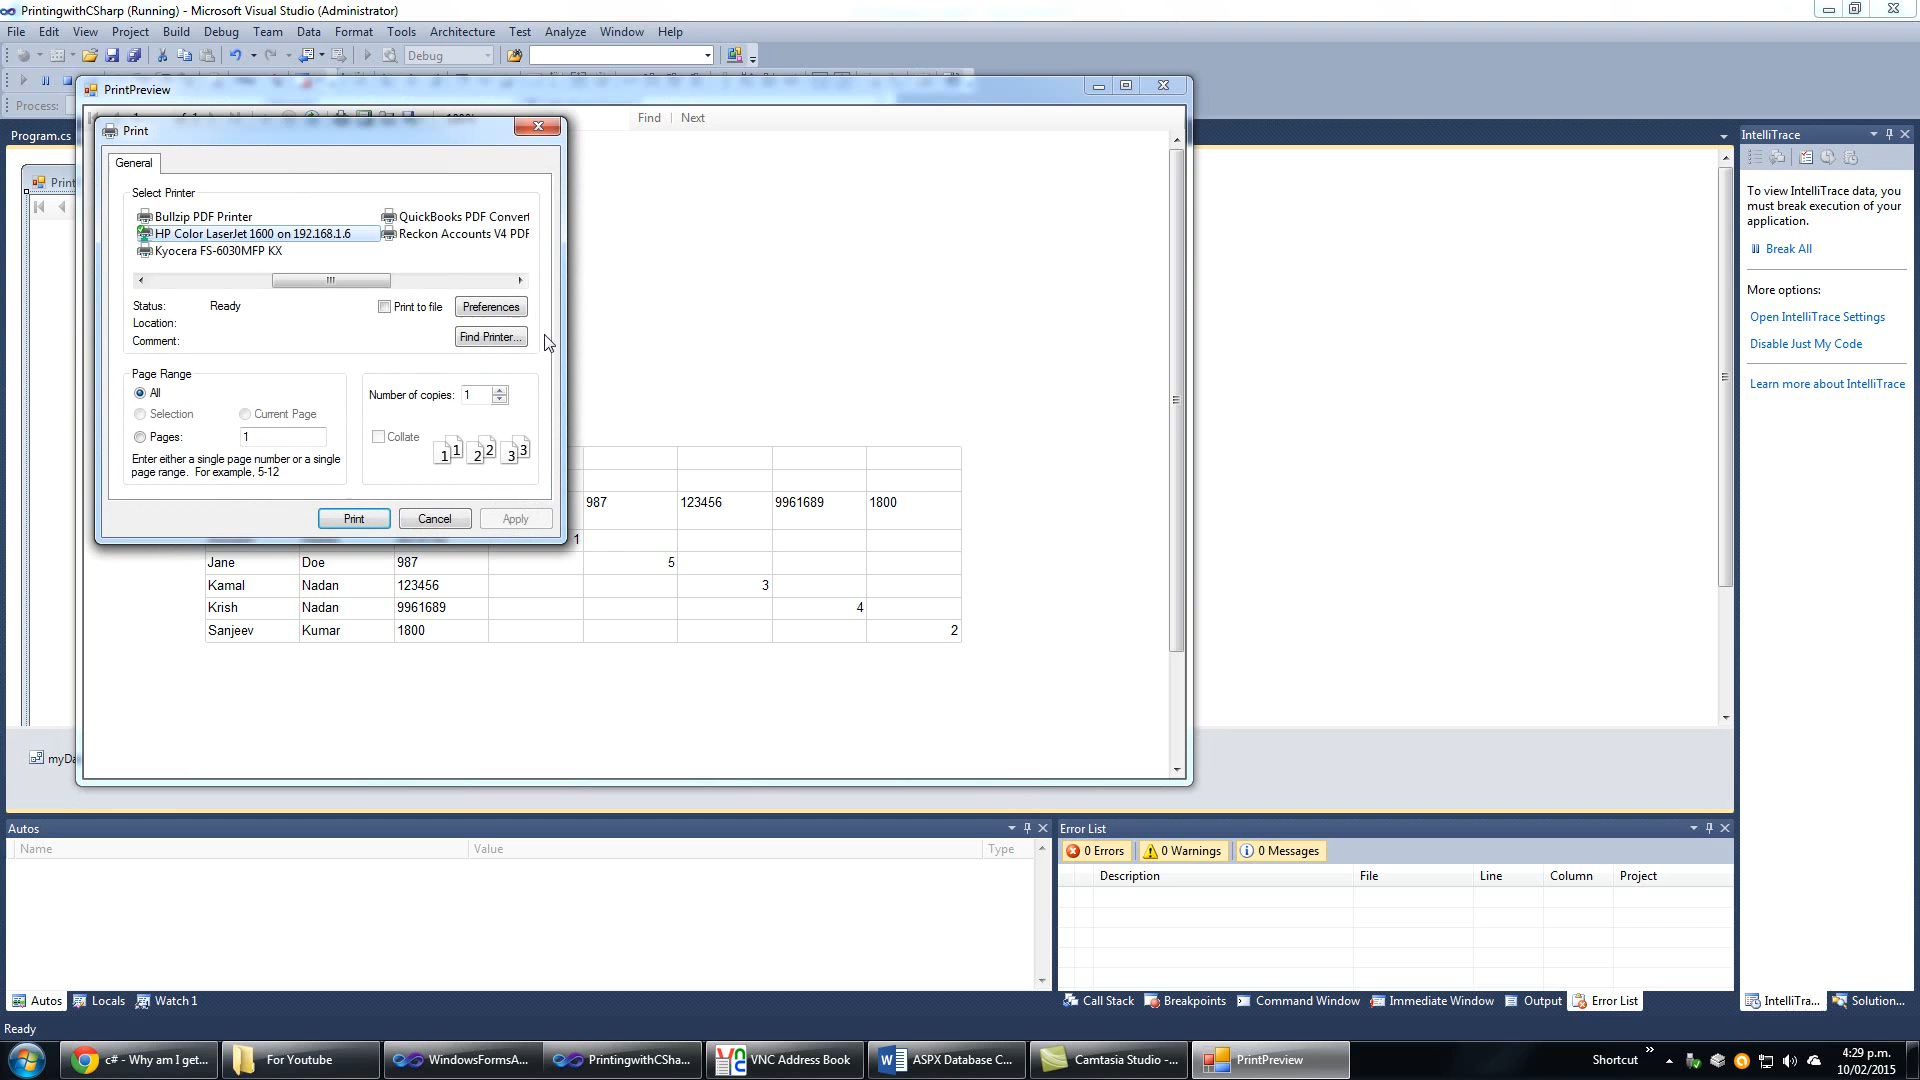 PrintingwithCSharp (Running) - Microsoft Visual Studio (Administrator)
File Edit View Project Build Debug Team Data Format Tools Architecture Test Analyze Window Help
Debug
Process:
PrintPreview
Find | Next
Program.cs
Print
Print
General
Select Printer
Bullzip PDF Printer
QuickBooks PDF Convert
HP Color LaserJet 1600 on 192.168.1.6
Reckon Accounts V4 PDF
Kyocera FS-6030MFP KX
Status: Ready
Print to file
Preferences
Location:
Comment:
Find Printer...
Page Range
All
Selection
Current Page
Pages: 1
Enter either a single page number or a single
page range. For example, 5-12
Number of copies: 1
Collate
1 1 2 2 3 3
Print
Cancel
Apply
987 123456 9961689 1800
1
Jane Doe 987 5
Kamal Nadan 123456 3
Krish Nadan 9961689 4
Sanjeev Kumar 1800 2
IntelliTrace
To view IntelliTrace data, you
must break execution of your
application.
Break All
More options:
Open IntelliTrace Settings
Disable Just My Code
Learn more about IntelliTrace
myDa
Autos
Name Value Type
Error List
0 Errors
0 Warnings
0 Messages
Description File Line Column Project
Autos Locals Watch 1
Call Stack Breakpoints Command Window Immediate Window Output Error List
IntelliTra... Solution...
Ready
c# - Why am I get...
For Youtube
WindowsFormsA...
PrintingwithCSha...
VNC Address Book
ASPX Database C...
Camtasia Studio -...
PrintPreview
Shortcut
4:29 p.m.
10/02/2015